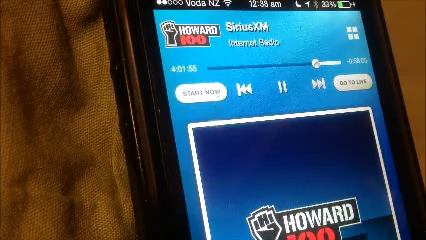 Voda NZ 12:38 am 33%
HOWARD 100
SiriusXM
Internet Radio
4:01:55
START NOW
GO TO LIVE
HOWARD
100